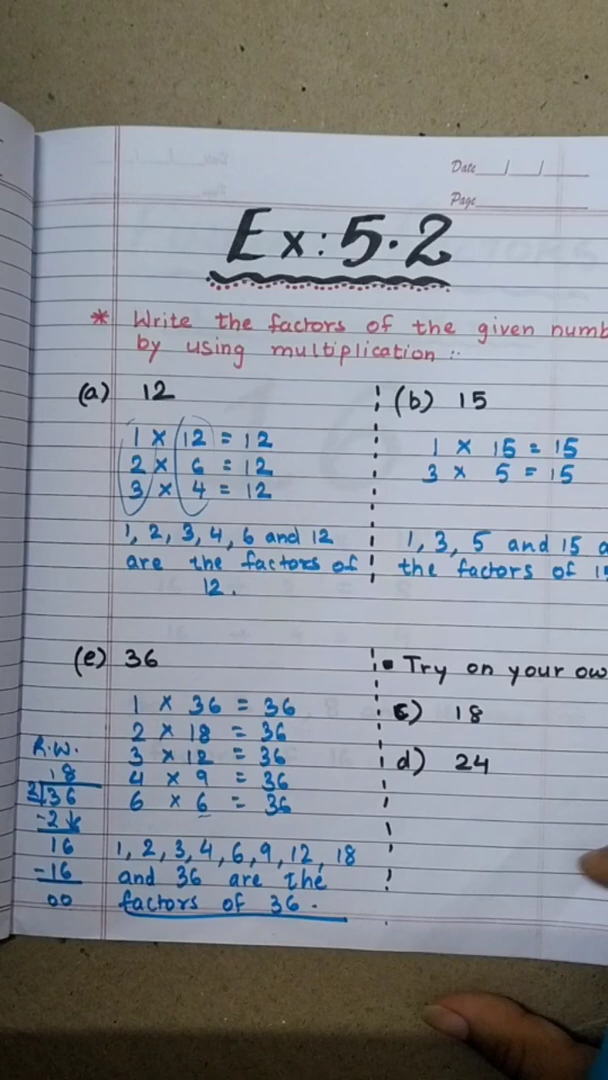 Date / /
Page
Ex: 5.2
* Write the factors of the given numb
by using multiplication :-
(a) 12
1 x 12 = 12
2 x 6 = 12
3 x 4 = 12
1, 2, 3, 4, 6 and 12
are the factors of
12.
(b) 15
1 x 15 = 15
3 x 5 = 15
1, 3, 5 and 15 a
the factors of 15
(e) 36
1 x 36 = 36
2 x 18 = 36
3 x 12 = 36
4 x 9 = 36
6 x 6 = 36
R.W.
18
2)36
-2↓
16
-16
00
1, 2, 3, 4, 6, 9, 12, 18
and 36 are the
factors of 36.
• Try on your ow
c) 18
d) 24